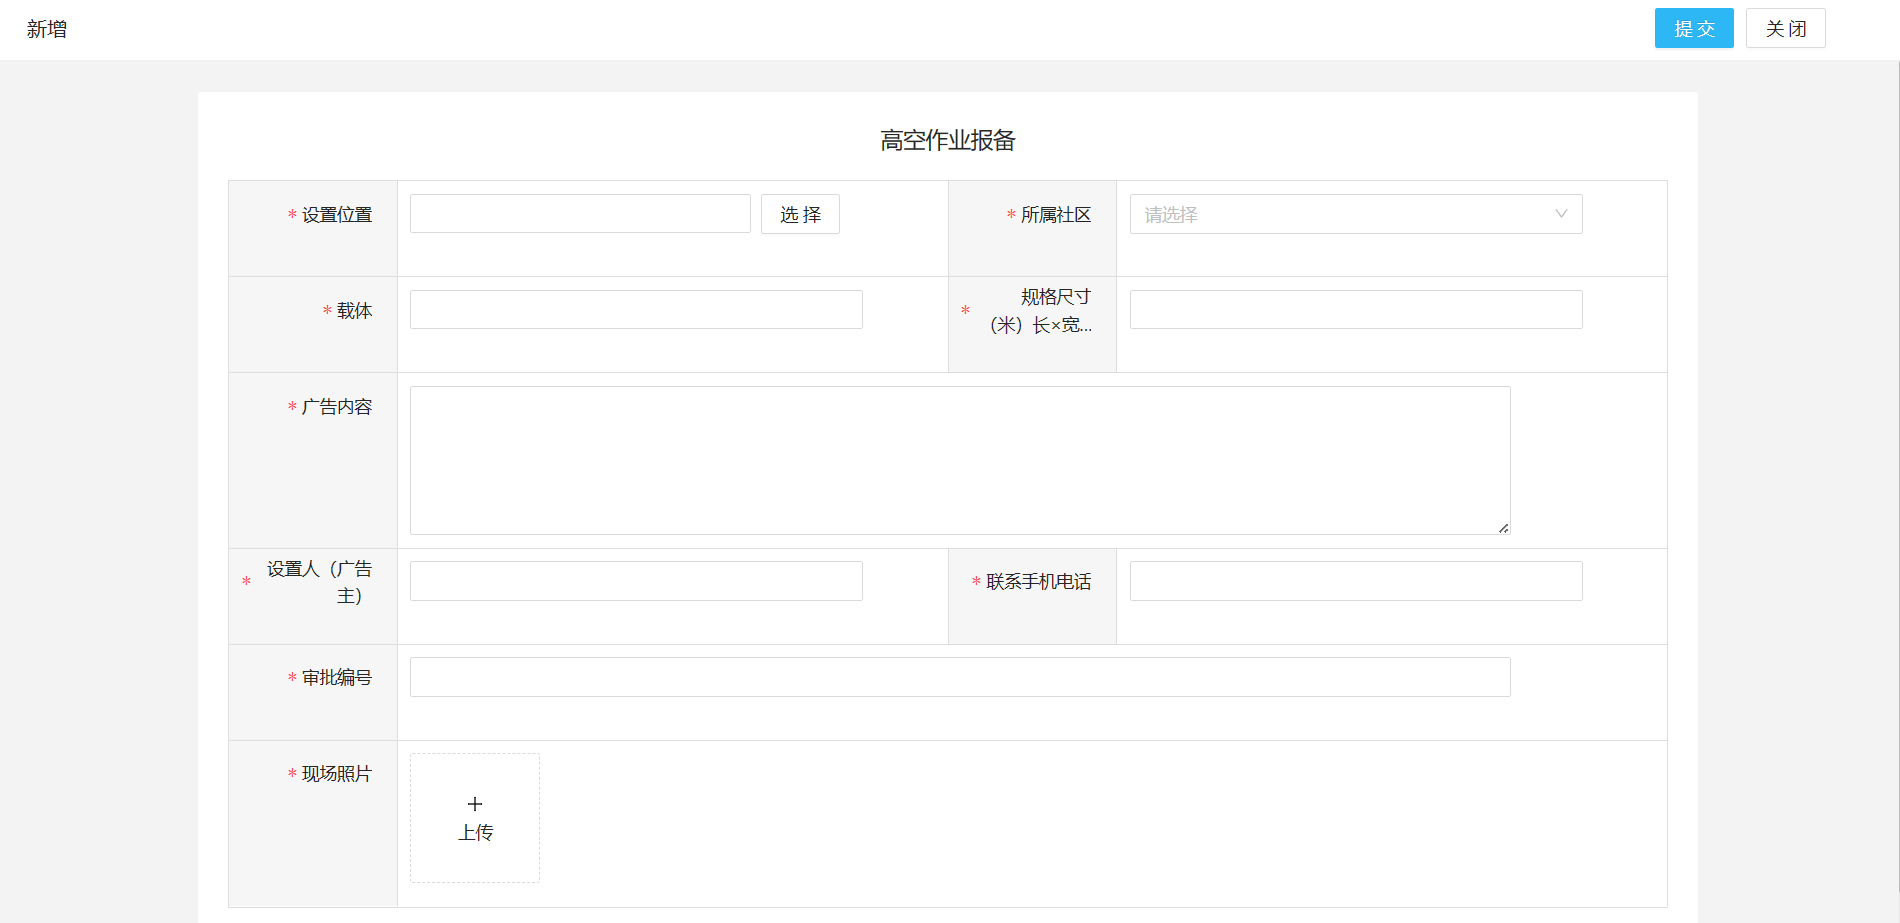 新增
提 交
关 闭
高空作业报备
* 设置位置
选 择
* 所属社区
请选择
* 载体
* 规格尺寸
（米）长×宽...
* 广告内容
* 设置人（广告
主）
* 联系手机电话
* 审批编号
* 现场照片
+
上传